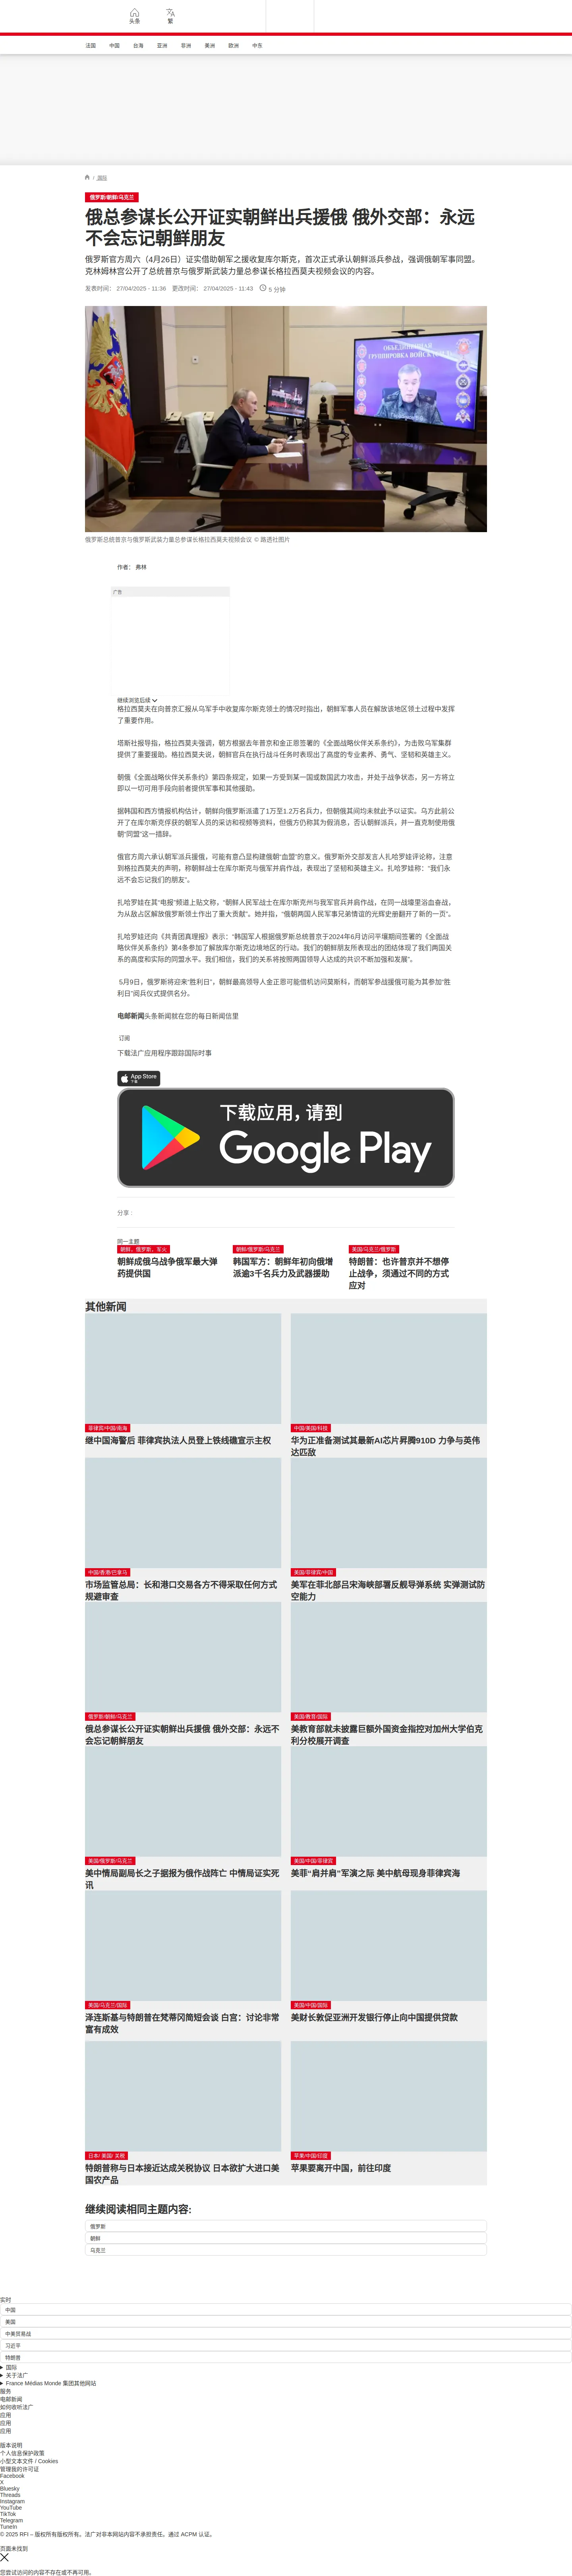 头条
繁
法国 中国 台海 亚洲 非洲 美洲 欧洲 中东
/ 国际
俄罗斯/朝鲜/乌克兰
俄总参谋长公开证实朝鲜出兵援俄 俄外交部：永远
不会忘记朝鲜朋友
俄罗斯官方周六（4月26日）证实借助朝军之援收复库尔斯克，首次正式承认朝鲜派兵参战，强调俄朝军事同盟。
克林姆林宫公开了总统普京与俄罗斯武装力量总参谋长格拉西莫夫视频会议的内容。
发表时间： 27/04/2025 - 11:36 更改时间： 27/04/2025 - 11:43 5 分钟
ОБЪЕДИНЕННАЯ
ГРУППИРОВКА ВОЙСК (СИЛ)
俄罗斯总统普京与俄罗斯武装力量总参谋长格拉西莫夫视频会议 © 路透社图片
作者： 弗林
广告
继续浏览后续
格拉西莫夫在向普京汇报从乌军手中收复库尔斯克领土的情况时指出，朝鲜军事人员在解放该地区领土过程中发挥
了重要作用。
塔斯社报导指，格拉西莫夫强调，朝方根据去年普京和金正恩签署的《全面战略伙伴关系条约》，为击败乌军集群
提供了重要援助。格拉西莫夫说，朝鲜官兵在执行战斗任务时表现出了高度的专业素养、勇气、坚韧和英雄主义。
朝俄《全面战略伙伴关系条约》第四条规定，如果一方受到某一国或数国武力攻击，并处于战争状态，另一方将立
即以一切可用手段向前者提供军事和其他援助。
据韩国和西方情报机构估计，朝鲜向俄罗斯派遣了1万至1.2万名兵力，但朝俄其间均未就此予以证实。乌方此前公
开了在库尔斯克俘获的朝军人员的采访和视频等资料，但俄方仍称其为假消息，否认朝鲜派兵，并一直克制使用俄
朝“同盟”这一措辞。
俄官方周六承认朝军派兵援俄，可能有意凸显构建俄朝“血盟”的意义。俄罗斯外交部发言人扎哈罗娃评论称，注意
到格拉西莫夫的声明，称朝鲜战士在库尔斯克与俄军并肩作战，表现出了坚韧和英雄主义。扎哈罗娃称：“我们永
远不会忘记我们的朋友”。
扎哈罗娃在其“电报”频道上贴文称，“朝鲜人民军战士在库尔斯克州与我军官兵并肩作战，在同一战壕里浴血奋战，
为从敌占区解放俄罗斯领土作出了重大贡献”。她并指，“俄朝两国人民军事兄弟情谊的光辉史册翻开了新的一页”。
扎哈罗娃还向《共青团真理报》表示：“韩国军人根据俄罗斯总统普京于2024年6月访问平壤期间签署的《全面战
略伙伴关系条约》第4条参加了解放库尔斯克边境地区的行动。我们的朝鲜朋友所表现出的团结体现了我们两国关
系的高度和实际的同盟水平。我们相信，我们的关系将按照两国领导人达成的共识不断加强和发展”。
5月9日，俄罗斯将迎来“胜利日”，朝鲜最高领导人金正恩可能借机访问莫斯科，而朝军参战援俄可能为其参加“胜
利日”阅兵仪式提供名分。
电邮新闻头条新闻就在您的每日新闻信里
订阅
下载法广应用程序跟踪国际时事
App Store
下载
下载应用，请到
Google Play
分享 :
同一主题
朝鲜，俄罗斯，军火
朝鲜成俄乌战争俄军最大弹
药提供国
朝鲜/俄罗斯/乌克兰
韩国军方：朝鲜年初向俄增
派逾3千名兵力及武器援助
美国/乌克兰/俄罗斯
特朗普：也许普京并不想停
止战争，须通过不同的方式
应对
其他新闻
菲律宾/中国/南海
继中国海警后 菲律宾执法人员登上铁线礁宣示主权
中国/美国/科技
华为正准备测试其最新AI芯片昇腾910D 力争与英伟
达匹敌
中国/香港/巴拿马
市场监管总局：长和港口交易各方不得采取任何方式
规避审查
美国/菲律宾/中国
美军在菲北部吕宋海峡部署反舰导弹系统 实弹测试防
空能力
俄罗斯/朝鲜/乌克兰
俄总参谋长公开证实朝鲜出兵援俄 俄外交部：永远不
会忘记朝鲜朋友
美国/教育/国际
美教育部就未披露巨额外国资金指控对加州大学伯克
利分校展开调查
美国/俄罗斯/乌克兰
美中情局副局长之子据报为俄作战阵亡 中情局证实死
讯
美国/中国/菲律宾
美菲“肩并肩”军演之际 美中航母现身菲律宾海
美国/乌克兰/国际
泽连斯基与特朗普在梵蒂冈简短会谈 白宫：讨论非常
富有成效
美国/中国/国际
美财长敦促亚洲开发银行停止向中国提供贷款
日本/ 美国/ 关税
特朗普称与日本接近达成关税协议 日本欲扩大进口美
国农产品
苹果/中国/印度
苹果要离开中国，前往印度
继续阅读相同主题内容:
俄罗斯
朝鲜
乌克兰
实时
中国
美国
中美贸易战
习近平
特朗普
国际
关于法广
France Médias Monde 集团其他网站
服务
电邮新闻
如何收听法广
应用
应用
应用
版本说明
个人信息保护政策
小型文本文件 / Cookies
管理我的许可证
Facebook
X
Bluesky
Threads
Instagram
YouTube
TikTok
Telegram
TuneIn
© 2025 RFI – 版权所有版权所有。法广对非本网站内容不承担责任。通过 ACPM 认证。
页面未找到
您尝试访问的内容不存在或不再可用。